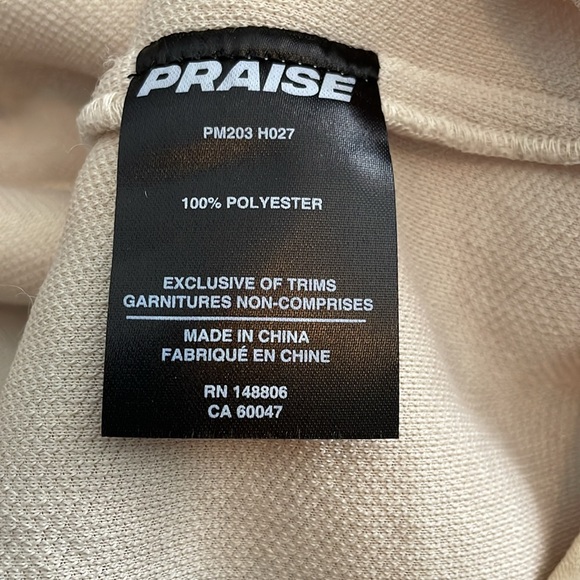 PRAISE
PM203 H027
100% POLYESTER
EXCLUSIVE OF TRIMS
GARNITURES NON-COMPRISES
MADE IN CHINA
FABRIQUÉ EN CHINE
RN 148806
CA 60047